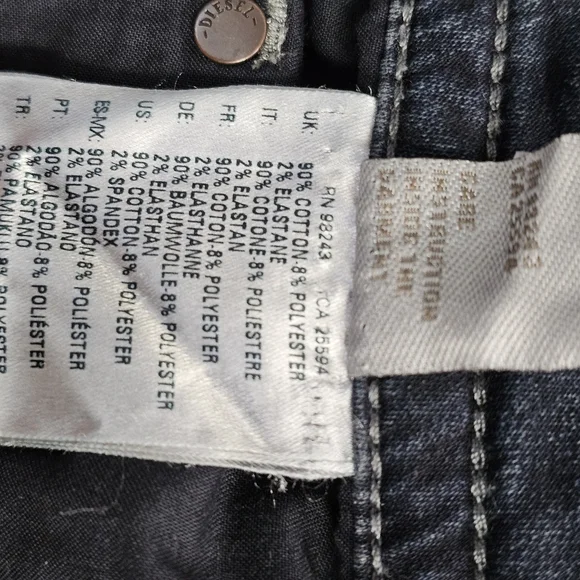 DIESEL
RN 98243 CA 25594
UK: 90% COTTON-8% POLYESTER
2% ELASTANE
IT: 90% COTONE-8% POLIESTERE
2% ELASTANE
FR: 90% COTON-8% POLYESTER
2% ELASTHANNE
DE: 90% BAUMWOLLE-8% POLYESTER
2% ELASTHAN
US: 90% COTTON-8% POLYESTER
2% SPANDEX
ES-MX: 90% ALGODÓN-8% POLIÉSTER
2% ELASTANO
PT: 90% ALGODÃO-8% POLIÉSTER
2% ELASTANO
TR: 90% PAMUKLU 8% POLYESTER
CARE
INSTRUCTION
INSIDE THE
GARMENT